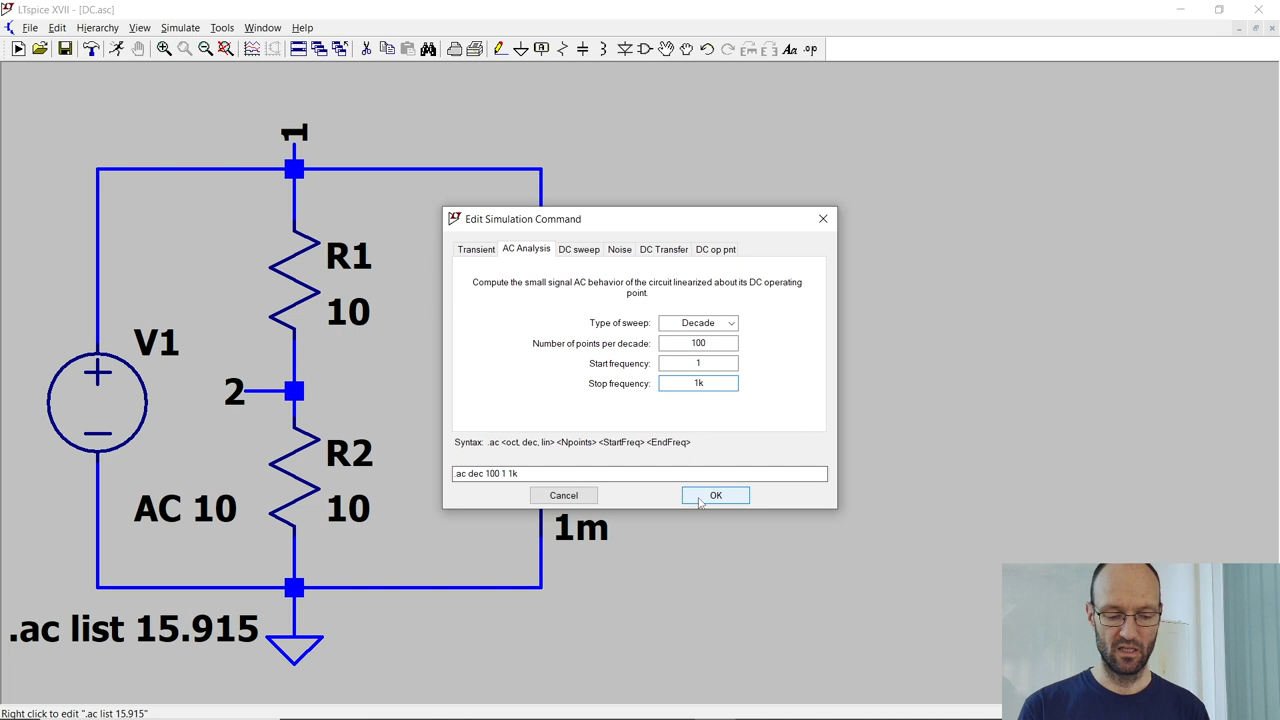 LTspice XVII - [DC.asc]
File Edit Hierarchy View Simulate Tools Window Help
Aa .op
1
R1
10
V1
2
R2
AC 10
10
1m
.ac list 15.915
Edit Simulation Command
Transient AC Analysis DC sweep Noise DC Transfer DC op pnt
Compute the small signal AC behavior of the circuit linearized about its DC operating
point.
Type of sweep: Decade
Number of points per decade: 100
Start frequency: 1
Stop frequency: 1k
Syntax: .ac <oct, dec, lin> <Npoints> <StartFreq> <EndFreq>
.ac dec 100 1 1k
Cancel OK
Right click to edit ".ac list 15.915"